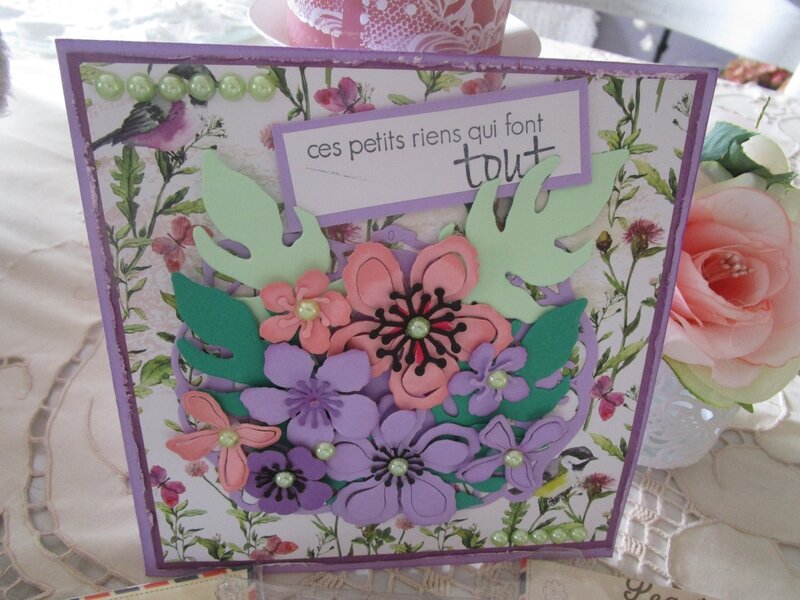 ces petits riens qui font
tout